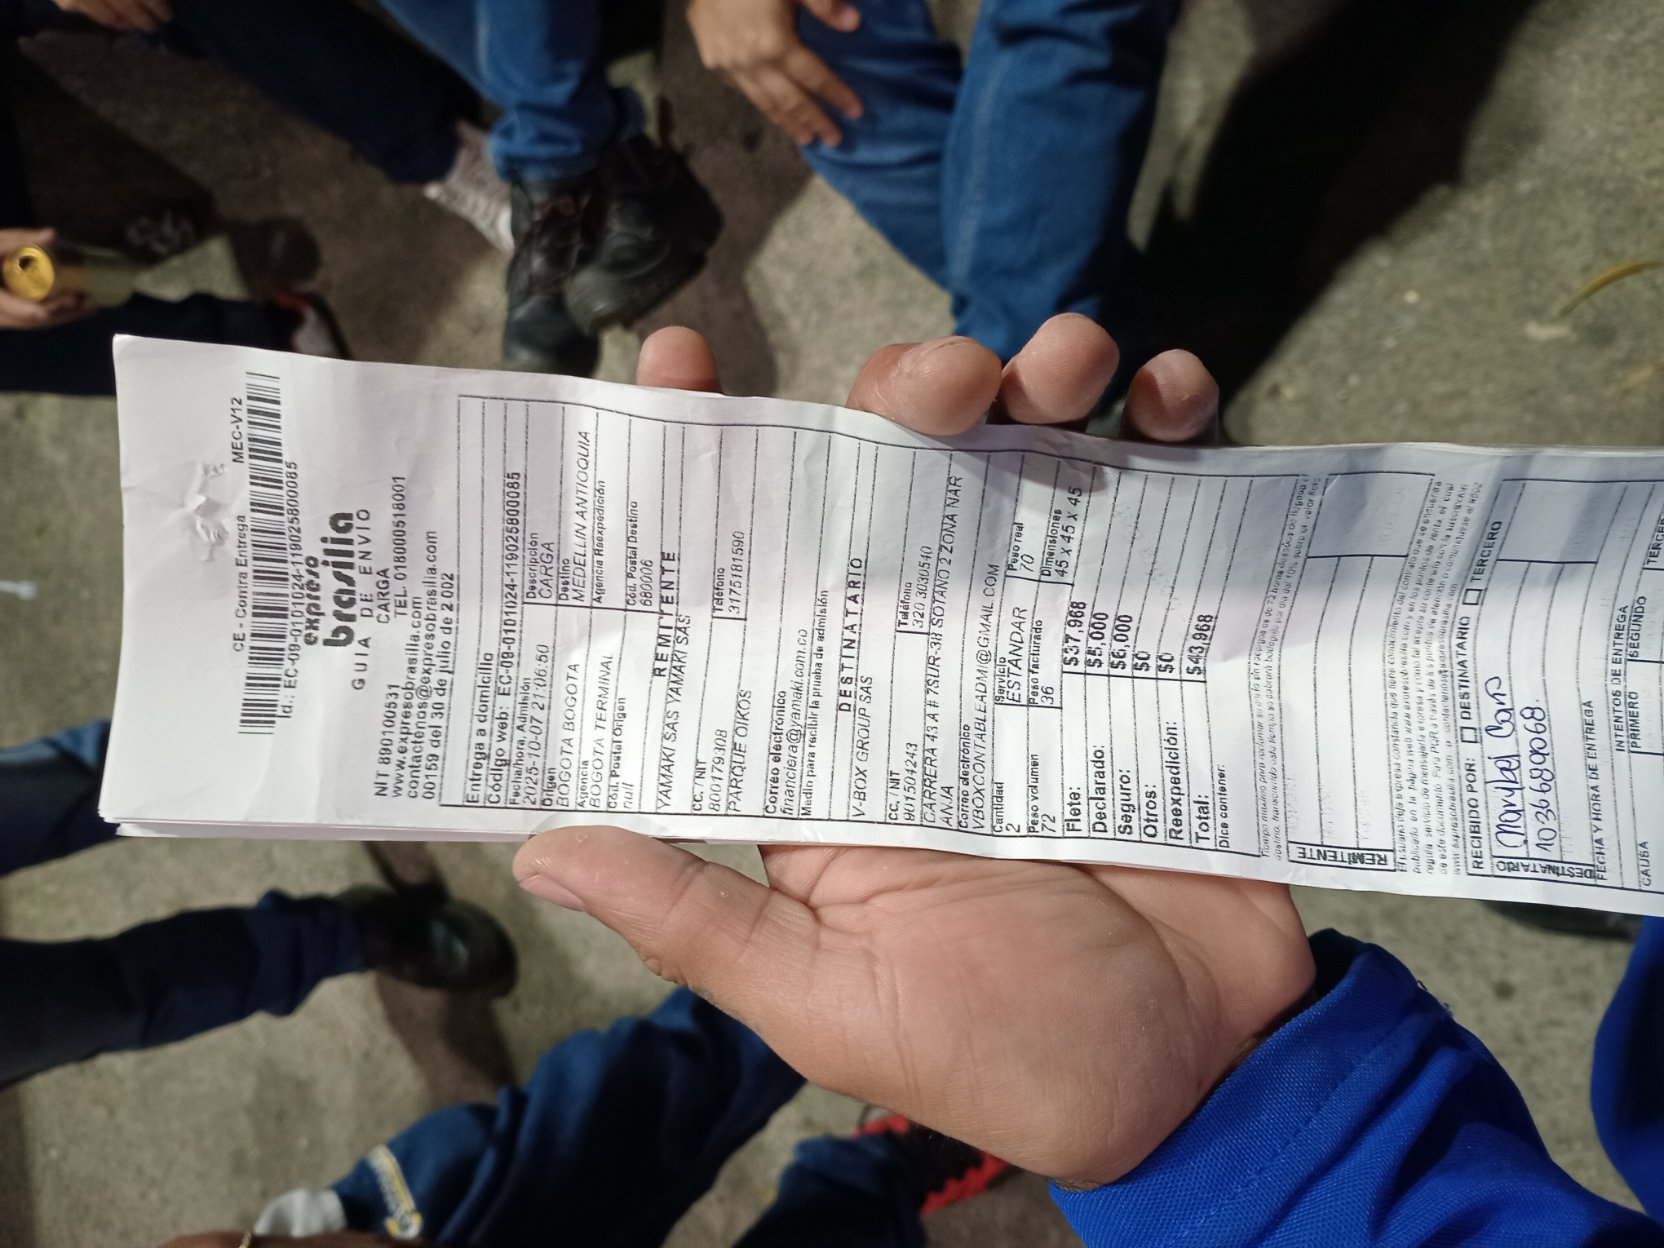 CE - Contra Entrega MEC-V12
Id.: EC-09-0101024-119025800085
expreso
brasilia
GUIA DE ENVIO
CARGA
NIT 890100531 TEL. 018000518001
www.expresobrasilia.com
contactenos@expresobrasilia.com
00159 del 30 de julio de 2002
Entrega a domicilio
Código web: EC-09-0101024-119025800085
Fecha/hora, Admisión Descripción
2025-10-07 21:06:50 CARGA
Origen Destino
BOGOTA BOGOTA MEDELLIN ANTIOQUIA
Agencia Agencia Reexpedición
BOGOTA TERMINAL
Cód. Postal Origen Cód. Postal Destino
null 680006
REMITENTE
YAMAKI SAS YAMAKI SAS
CC. / NIT Teléfono
800179308 3175181590
PARQUE OIKOS
Correo electrónico
financiera@yamaki.com.co
Medio para recibir la prueba de admisión
DESTINATARIO
V-BOX GROUP SAS
CC. / NIT Teléfono
901504243 320 3030540
CARRERA 43 A # 7SUR-38 SOTANO 2 ZONA NAR
ANJA
Correo electrónico
VBOXCONTABLEADMI@GMAIL.COM
Cantidad Servicio Peso real
2 ESTÁNDAR 70
Peso volumen Peso facturado Dimensiones
72 36 45 x 45 x 45
Flete: $37,968
Declarado: $5,000
Seguro: $6,000
Otros: $0
Reexpedición: $0
Total: $43,968
Dice contener:
REMITENTE
RECIBIDO POR: DESTINATARIO TERCERO
Marybel
1036689068
DESTINATARIO
FECHA Y HORA DE ENTREGA
INTENTOS DE ENTREGA
CAUSA PRIMERO SEGUNDO TERCER